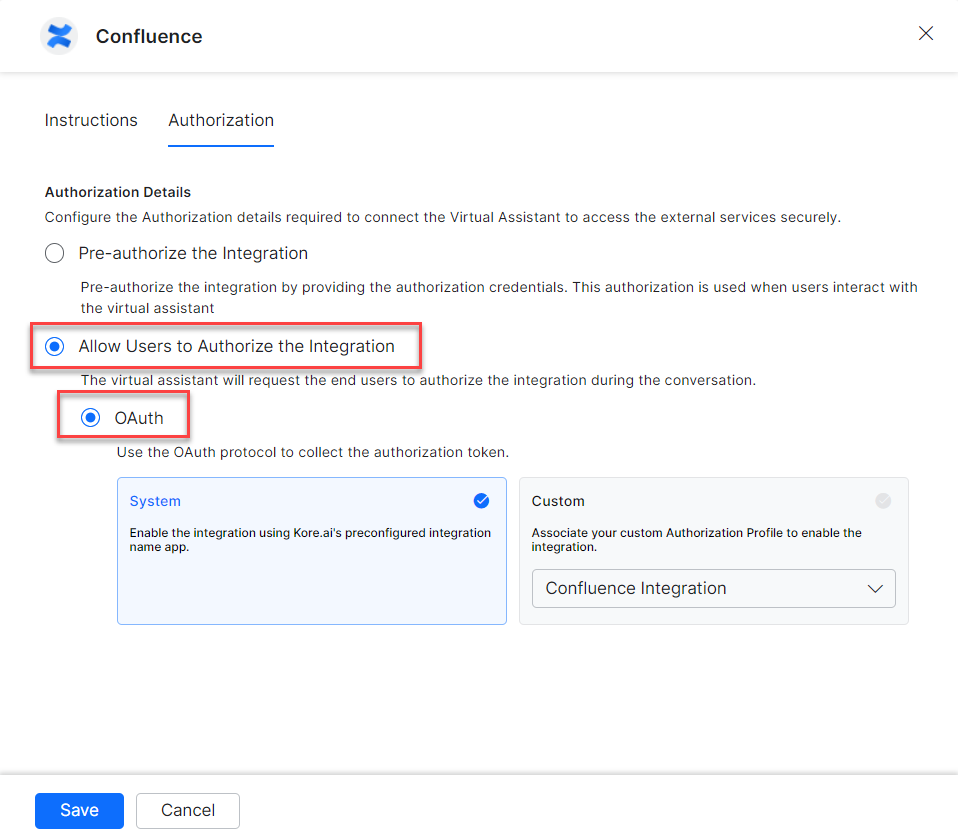 Confluence
Instructions
Authorization
Authorization Details
Configure the Authorization details required to connect the Virtual Assistant to access the external services securely.
Pre-authorize the Integration
Pre-authorize the integration by providing the authorization credentials. This authorization is used when users interact with
the virtual assistant
Allow Users to Authorize the Integration
The virtual assistant will request the end users to authorize the integration during the conversation.
OAuth
Use the OAuth protocol to collect the authorization token.
System
Enable the integration using Kore.ai's preconfigured integration
name app.
Custom
Associate your custom Authorization Profile to enable the
integration.
Confluence Integration
Save
Cancel